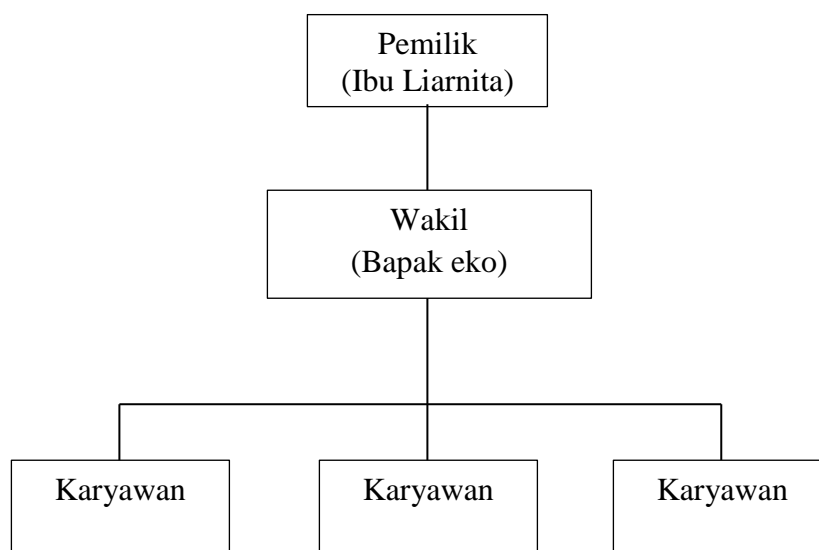 Pemilik
(Ibu Liarnita)
Wakil
(Bapak eko)
Karyawan
Karyawan
Karyawan